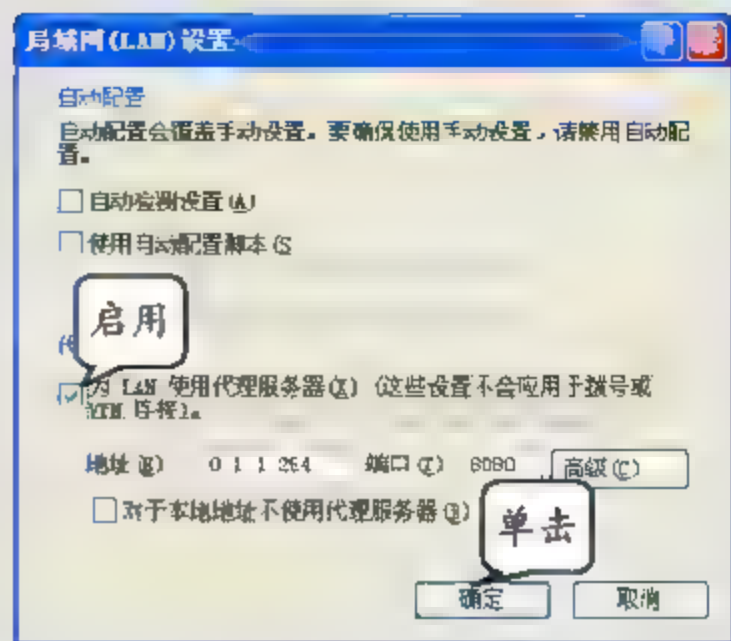 局域网(LAN)设置
自动配置
自动配置会覆盖手动设置。要确保使用手动设置，请禁用自动配
置。
自动检测设置(A)
使用自动配置脚本(S
启用
代
为 LAN 使用代理服务器(X) (这些设置不会应用于拨号或
VPN 连接)。
地址(E) 0 1 1 254 端口(T) 8080 高级(C)
对于本地地址不使用代理服务器(B)
单击
确定 取消